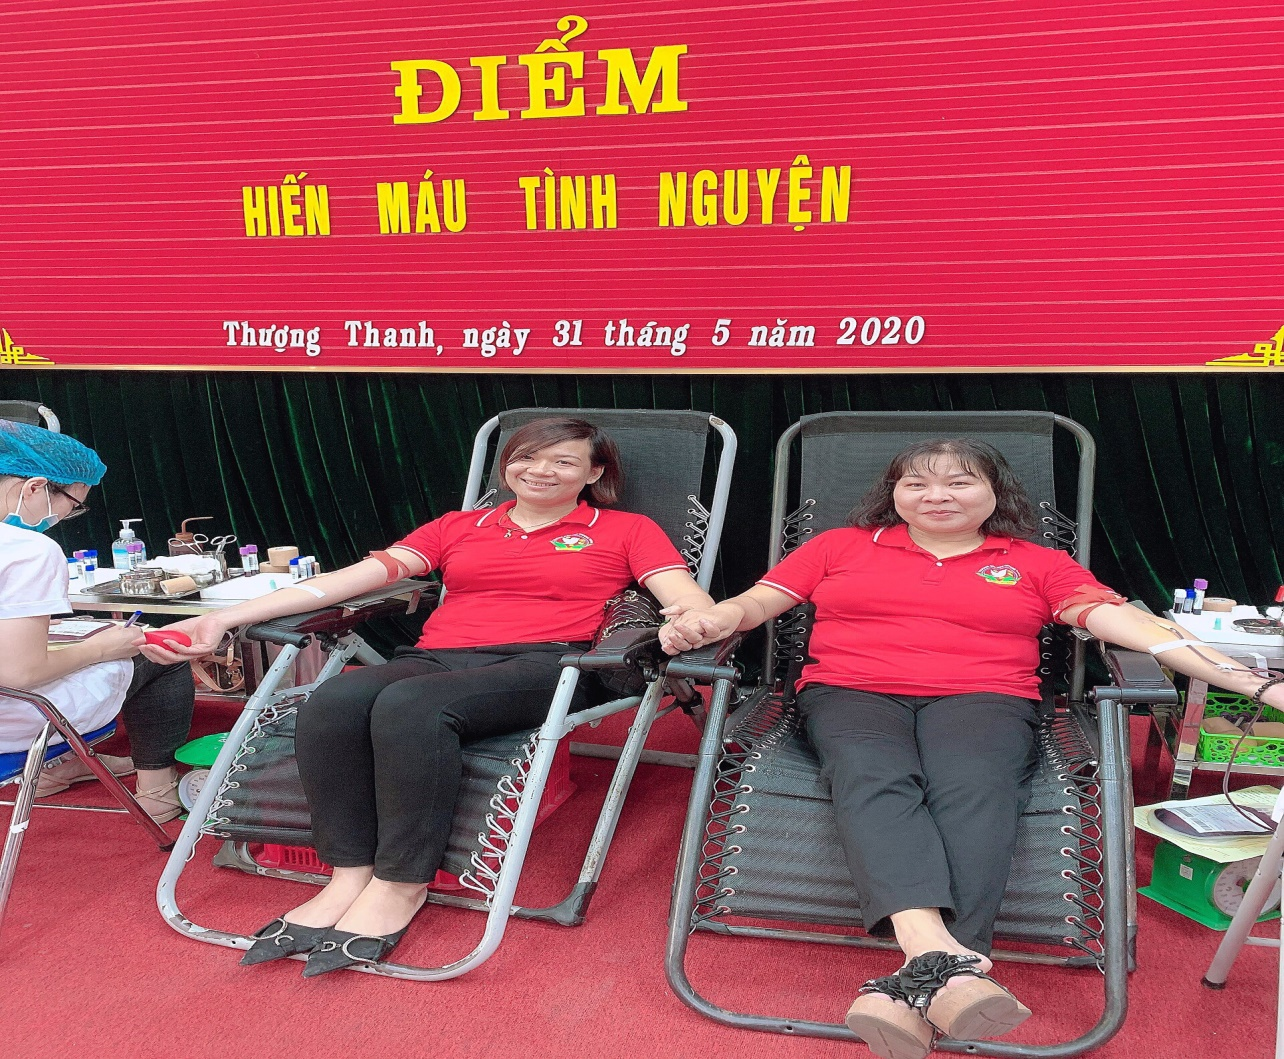 ĐIỂM
HIẾN MÁU TÌNH NGUYỆN
Thượng Thanh, ngày 31 tháng 5 năm 2020